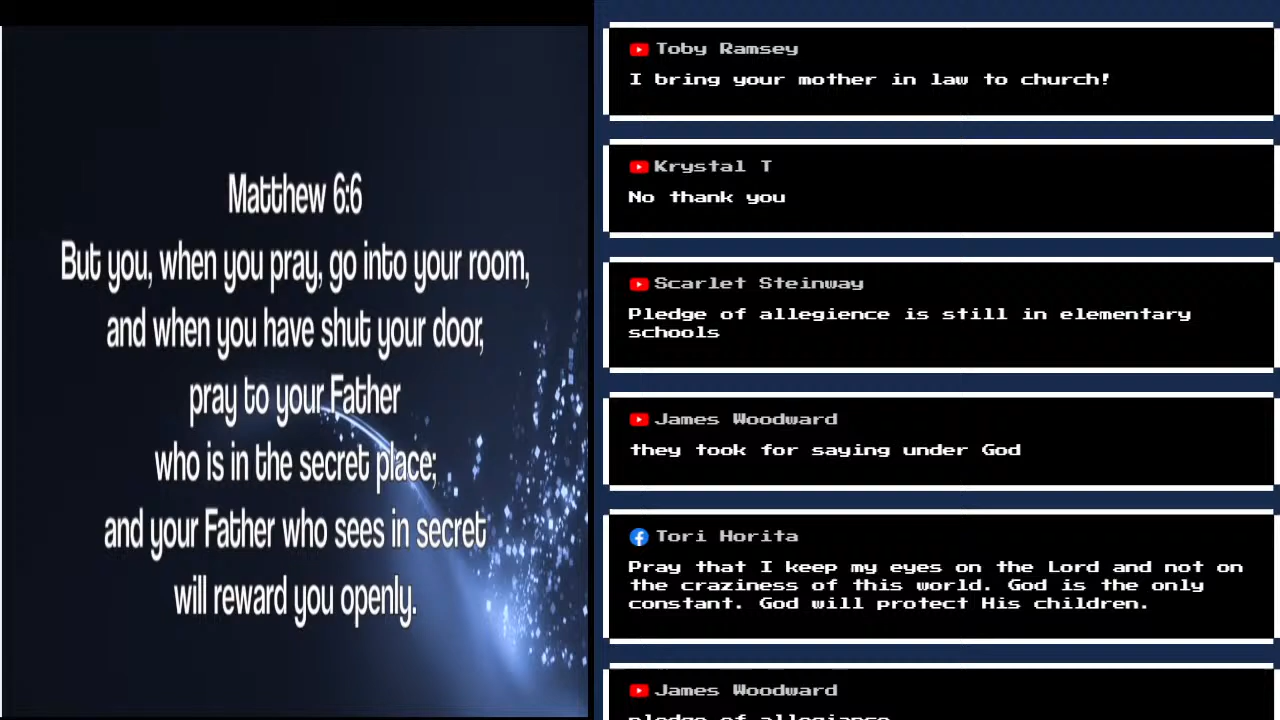 Matthew 6:6
But you, when you pray, go into your room,
and when you have shut your door,
pray to your Father
who is in the secret place;
and your Father who sees in secret
will reward you openly.
Toby Ramsey
I bring your mother in law to church!
Krystal T
No thank you
Scarlet Steinway
Pledge of allegience is still in elementary
schools
James Woodward
they took for saying under God
Tori Horita
Pray that I keep my eyes on the Lord and not on
the craziness of this world. God is the only
constant. God will protect His children.
James Woodward
pledge of allegiance